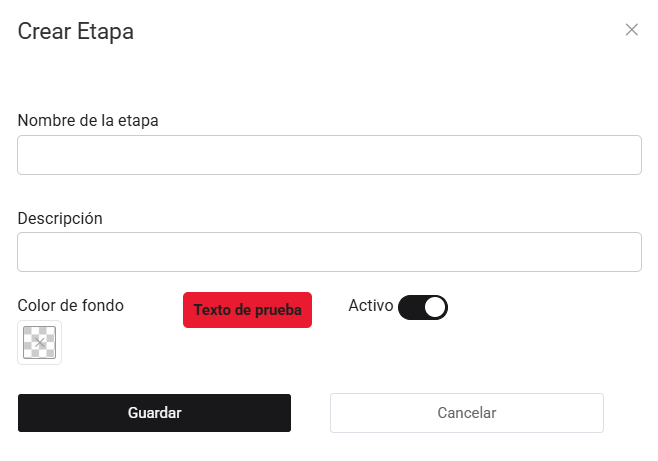 Crear Etapa
Nombre de la etapa
Descripción
Color de fondo
Texto de prueba
Activo
Guardar
Cancelar